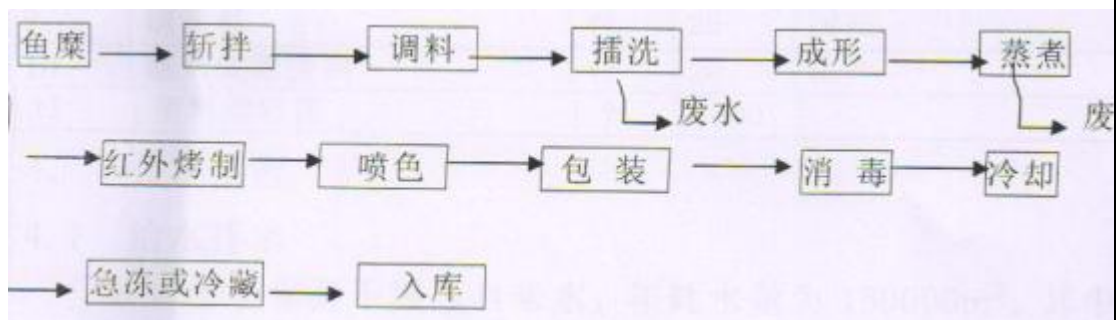 鱼糜 斩拌 调料 擂洗 成形 蒸煮
废水 废
红外烤制 喷色 包装 消毒 冷却
急冻或冷藏 入库